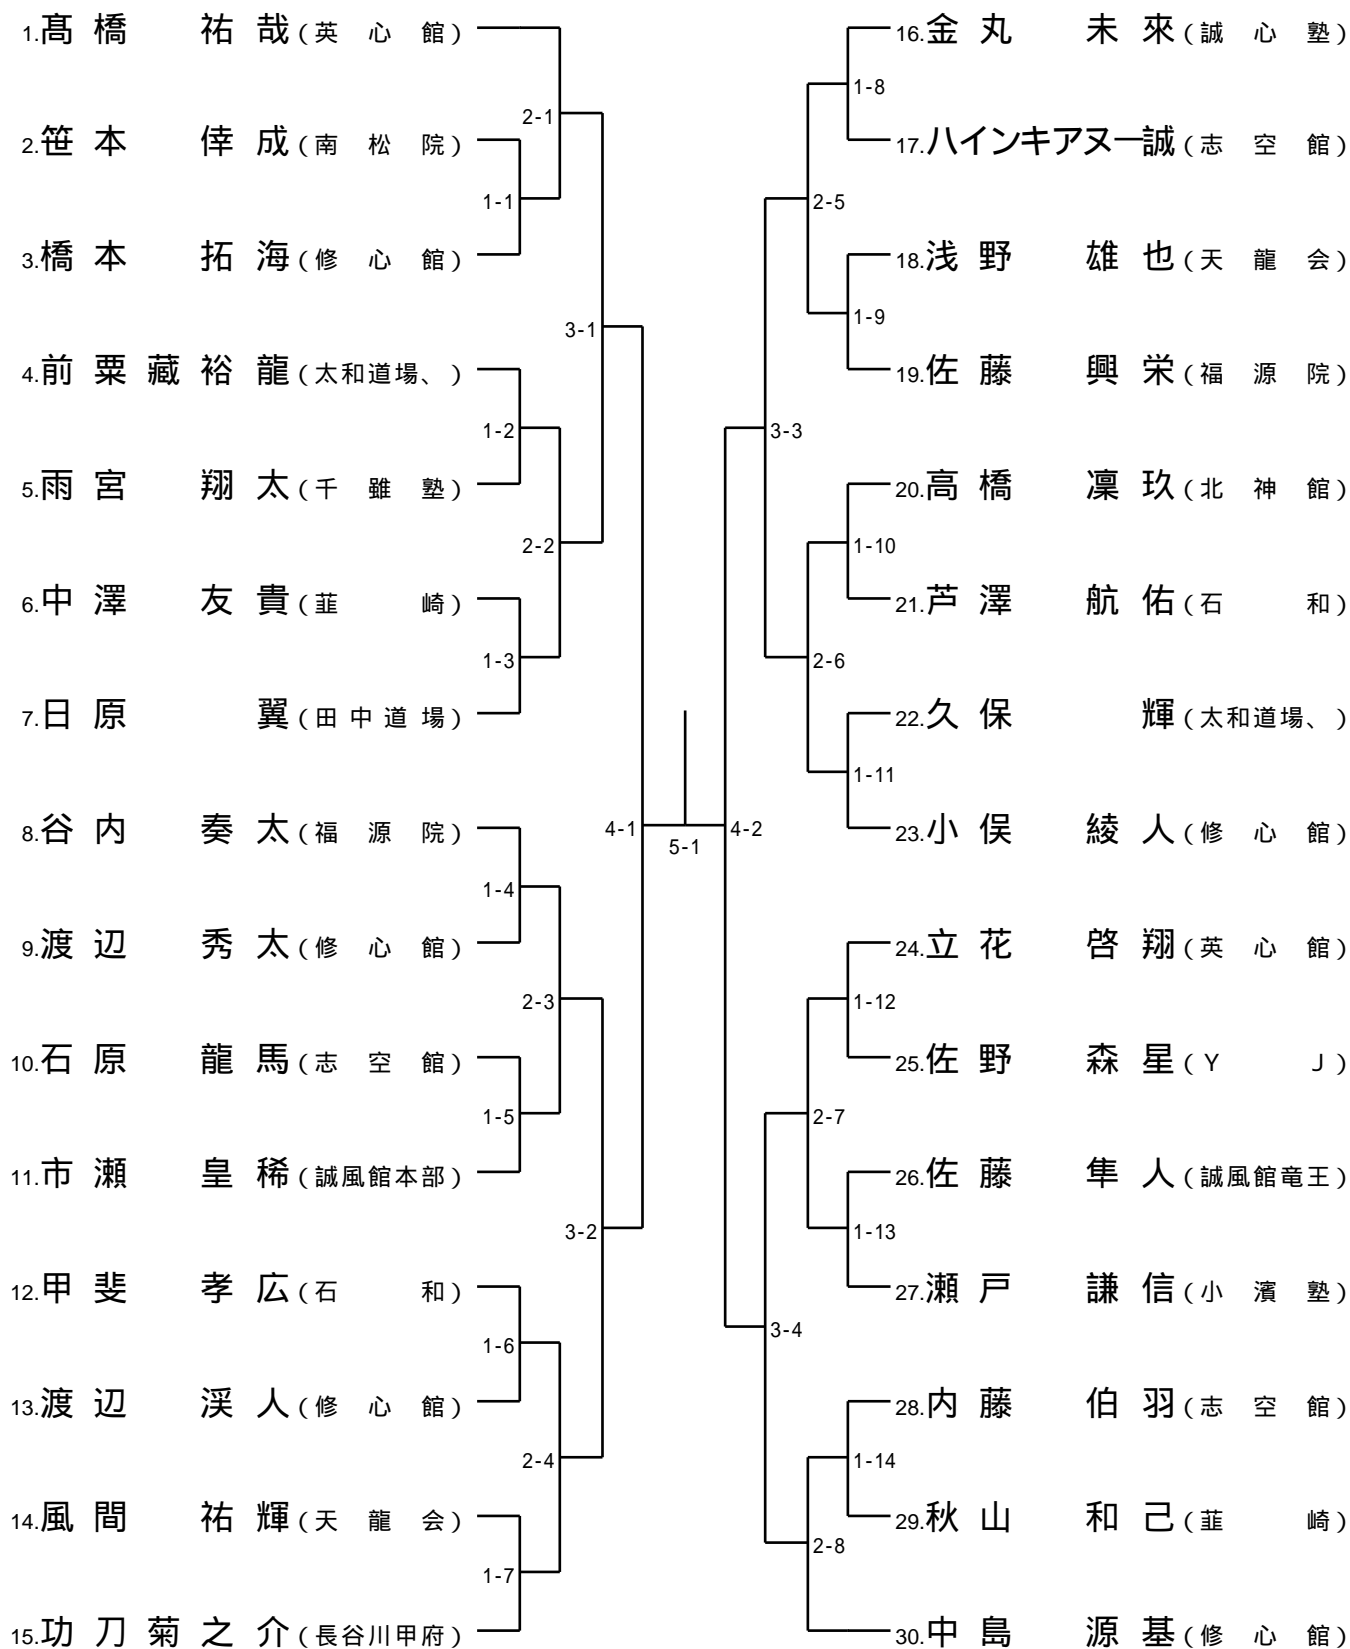 1.髙橋 祐哉(英心館)
2-1
2.笹本 倖成(南松院)
1-1
3.橋本 拓海(修心館)
3-1
4.前粟藏裕龍(太和道場、)
1-2
5.雨宮 翔太(千雖塾)
2-2
6.中澤 友貴(韮崎)
1-3
7.日原 翼(田中道場)
8.谷内 奏太(福源院)
4-1
1-4
9.渡辺 秀太(修心館)
2-3
10.石原 龍馬(志空館)
1-5
11.市瀬 皇稀(誠風館本部)
3-2
12.甲斐 孝広(石和)
1-6
13.渡辺 渓人(修心館)
2-4
14.風間 祐輝(天龍会)
1-7
15.功刀菊之介(長谷川甲府)
5-1
16.金丸 未來(誠心塾)
1-8
17.ハインキアヌー誠(志空館)
2-5
18.浅野 雄也(天龍会)
1-9
19.佐藤 興栄(福源院)
3-3
20.高橋 凜玖(北神館)
1-10
21.芦澤 航佑(石和)
2-6
22.久保 輝(太和道場、)
1-11
4-2
23.小俣 綾人(修心館)
24.立花 啓翔(英心館)
1-12
25.佐野 森星(YJ)
2-7
26.佐藤 隼人(誠風館竜王)
1-13
27.瀬戸 謙信(小濱塾)
3-4
28.内藤 伯羽(志空館)
1-14
29.秋山 和己(韮崎)
2-8
30.中島 源基(修心館)